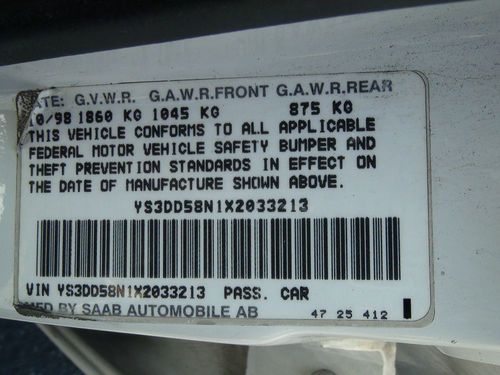 ATE: G.V.W.R. G.A.W.R.FRONT G.A.W.R.REAR
10/98 1860 KG 1045 KG 875 KG
THIS VEHICLE CONFORMS TO ALL APPLICABLE
FEDERAL MOTOR VEHICLE SAFETY BUMPER AND
THEFT PREVENTION STANDARDS IN EFFECT ON
THE DATE OF MANUFACTURE SHOWN ABOVE.
YS3DD58N1X2033213
VIN YS3DD58N1X2033213 PASS. CAR
MFD BY SAAB AUTOMOBILE AB 47 25 412